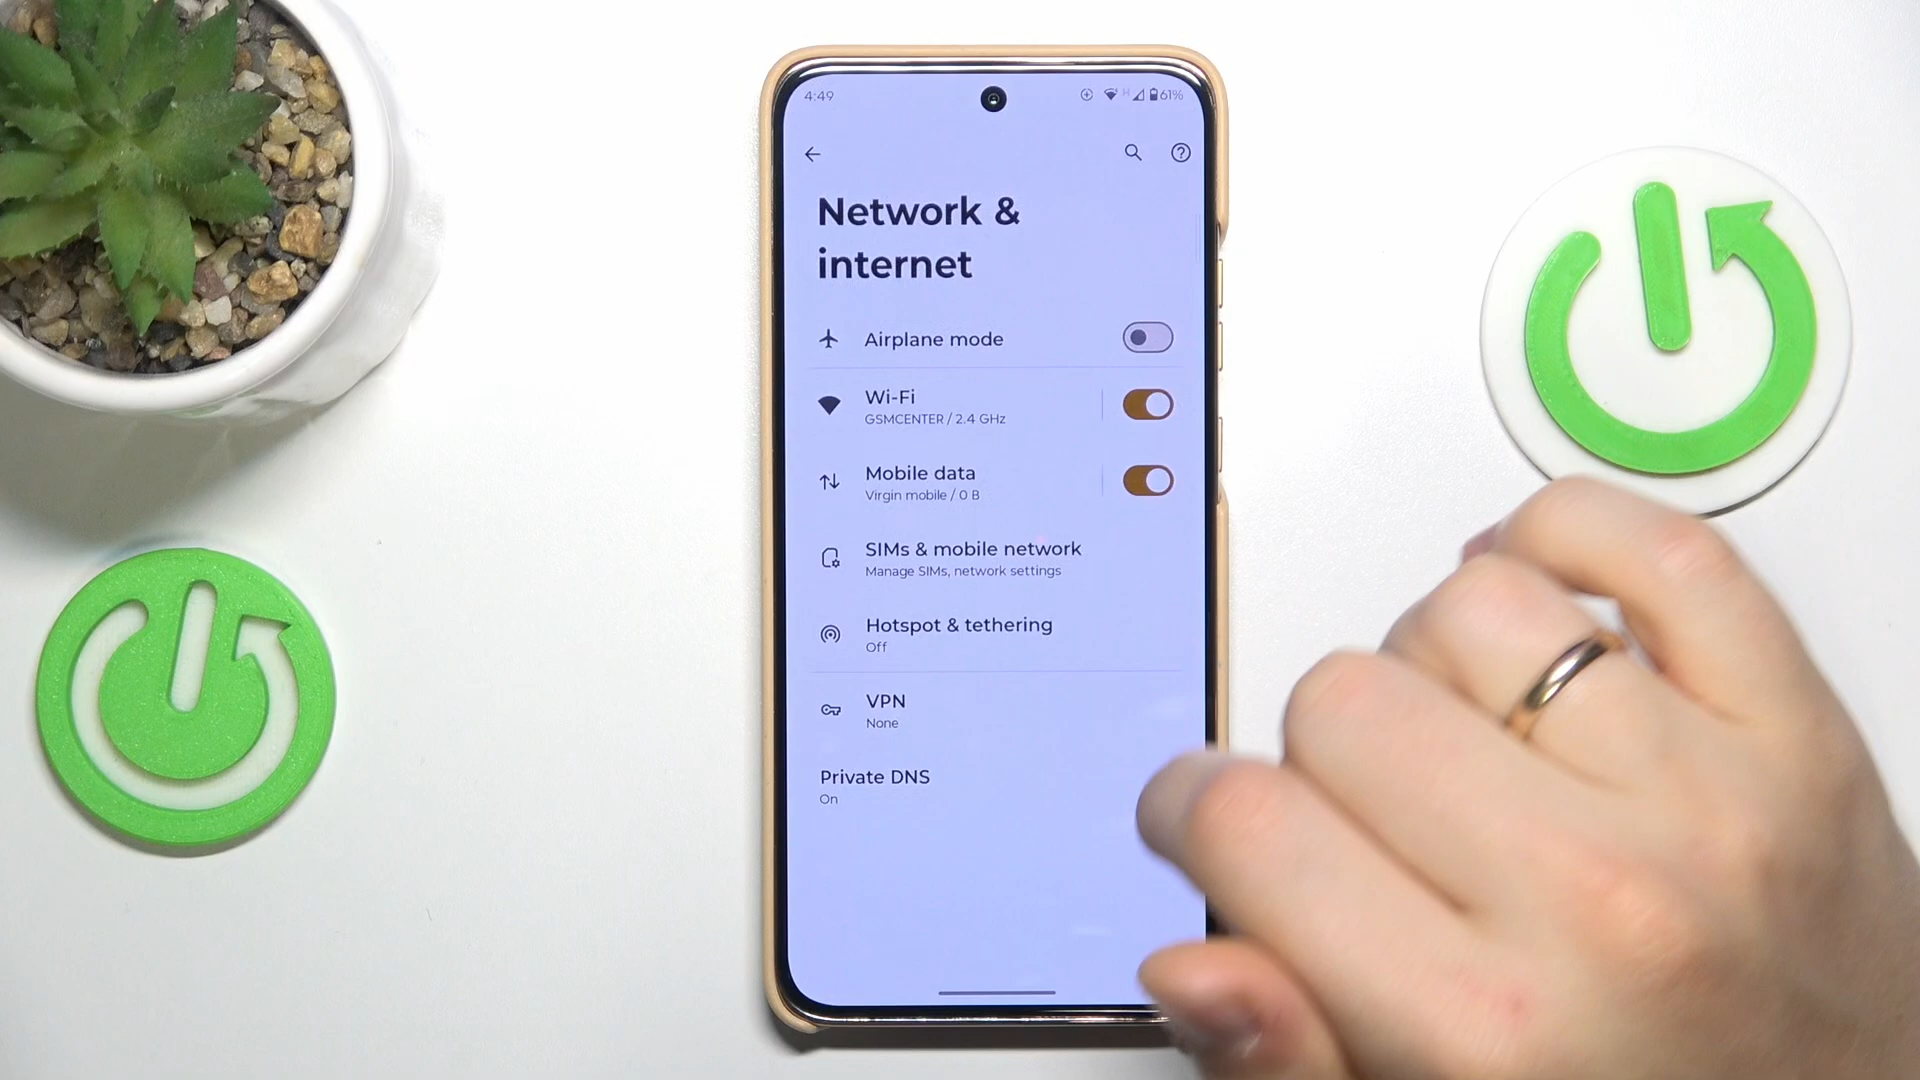 4:49
H 61%
Network &
internet
Airplane mode
Wi-Fi
GSMCENTER / 2.4 GHz
Mobile data
Virgin mobile / 0 B
SIMs & mobile network
Manage SIMs, network settings
Hotspot & tethering
Off
VPN
None
Private DNS
On